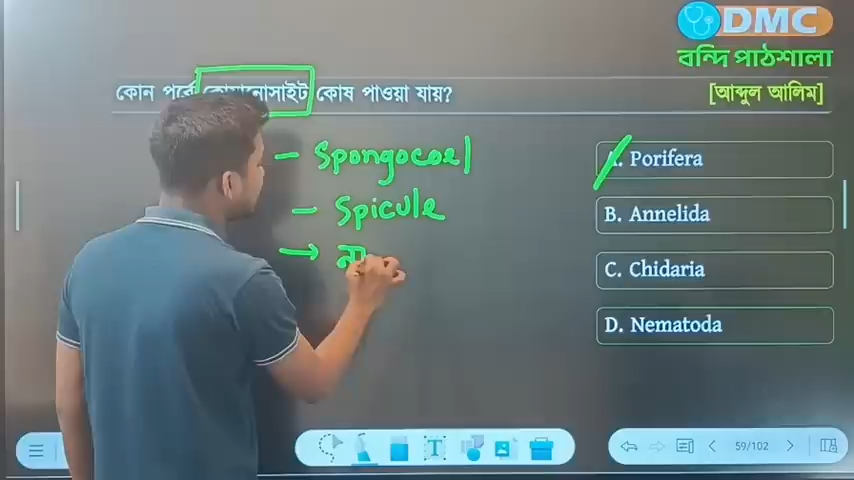 DMC
বন্দি পাঠশালা
কোন পর্বে কোয়ানোসাইট কোষ পাওয়া যায়?
[আব্দুল আলিম]
- Spongocoel
- Spicule
→
A. Porifera
B. Annelida
C. Chidaria
D. Nematoda
59/102